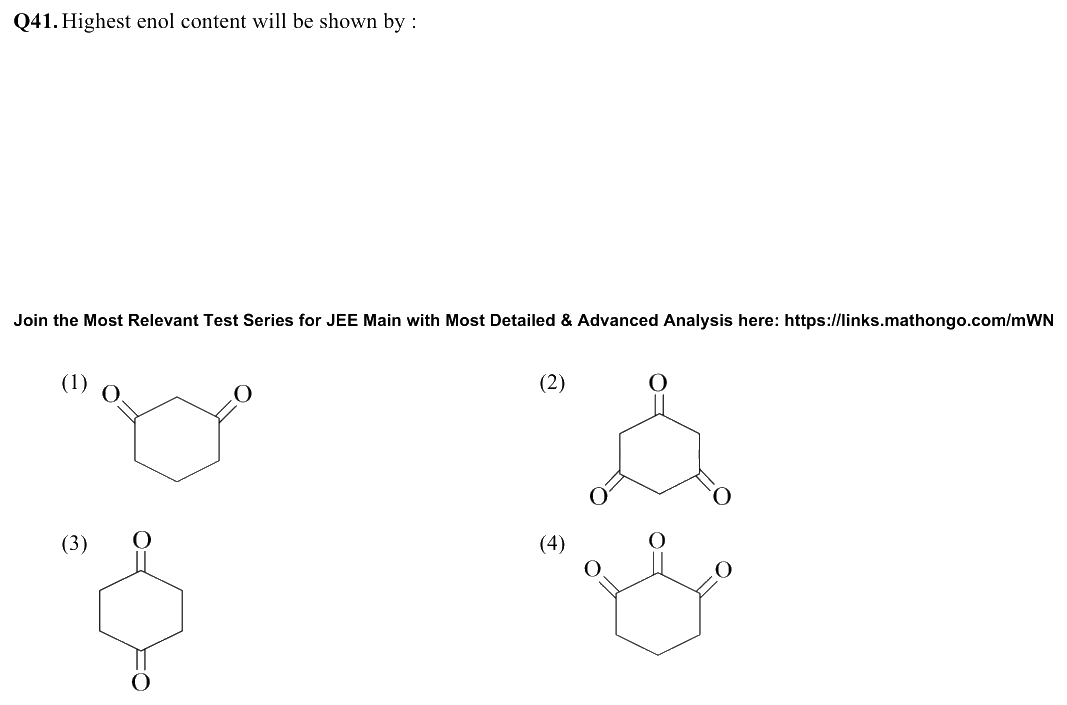 Q41. Highest enol content will be shown by :
Join the Most Relevant Test Series for JEE Main with Most Detailed & Advanced Analysis here: https://links.mathongo.com/mWN
(1) O O (2) O
O O
(3) O (4) O
O O
O